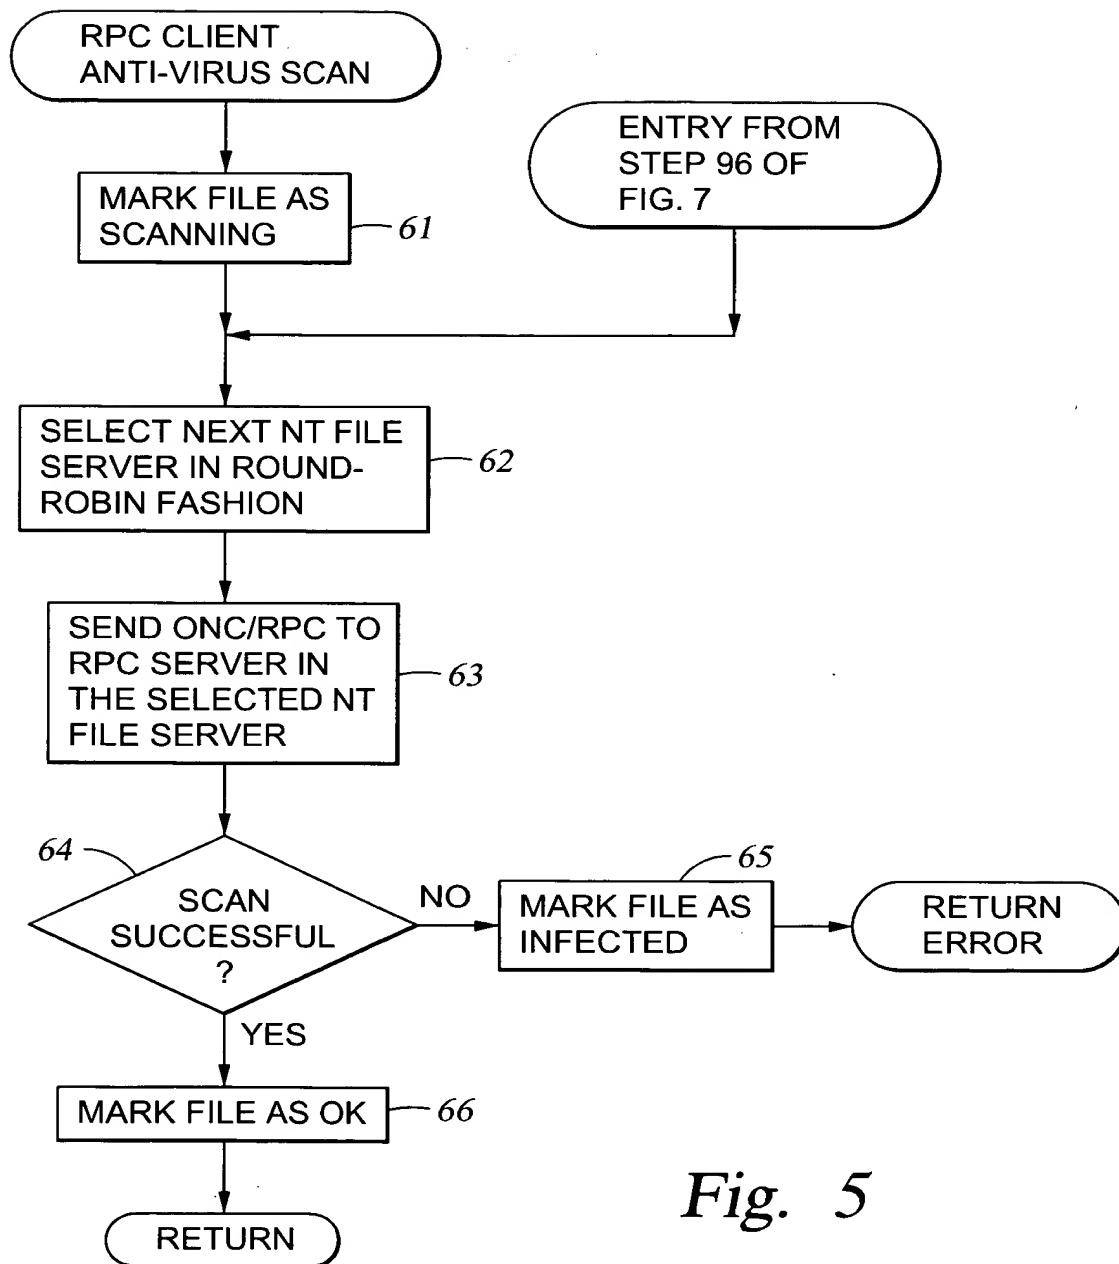 RPC CLIENT
ANTI-VIRUS SCAN
ENTRY FROM
STEP 96 OF
FIG. 7
MARK FILE AS
SCANNING
61
SELECT NEXT NT FILE
SERVER IN ROUND-
ROBIN FASHION
62
SEND ONC/RPC TO
RPC SERVER IN
THE SELECTED NT
FILE SERVER
63
64
SCAN
SUCCESSFUL
?
NO
65
MARK FILE AS
INFECTED
RETURN
ERROR
YES
MARK FILE AS OK
66
RETURN
Fig. 5